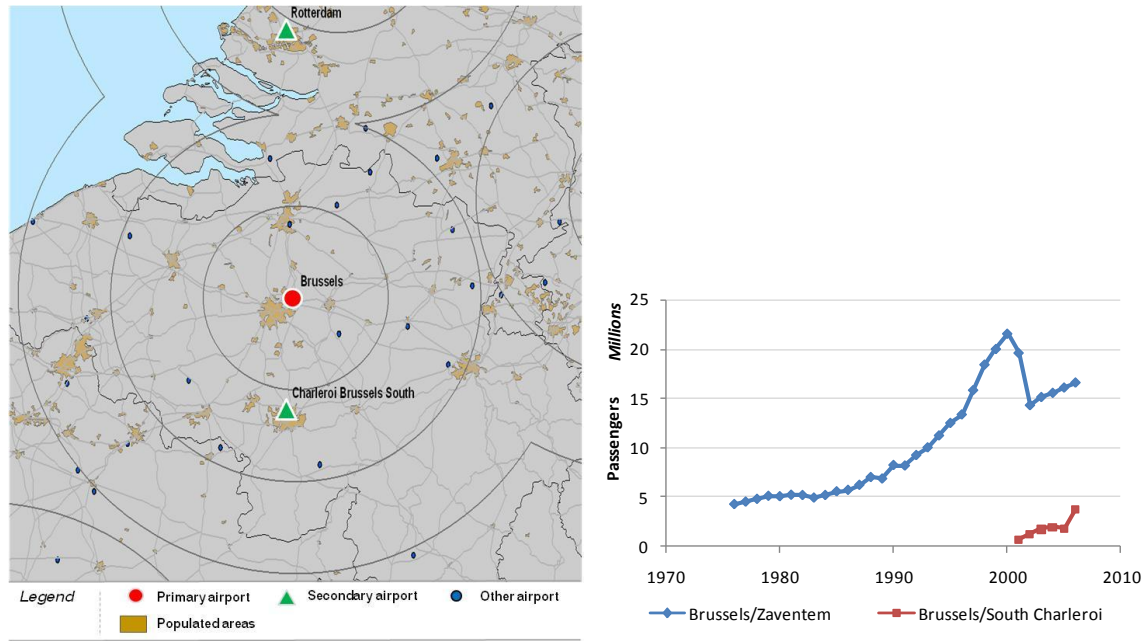 Rotterdam
Brussels
Charleroi Brussels South
Legend
Primary airport
Secondary airport
Other airport
Populated areas
Passengers
Millions
25
20
15
10
5
0
1970
1980
1990
2000
2010
Brussels/Zaventem
Brussels/South Charleroi